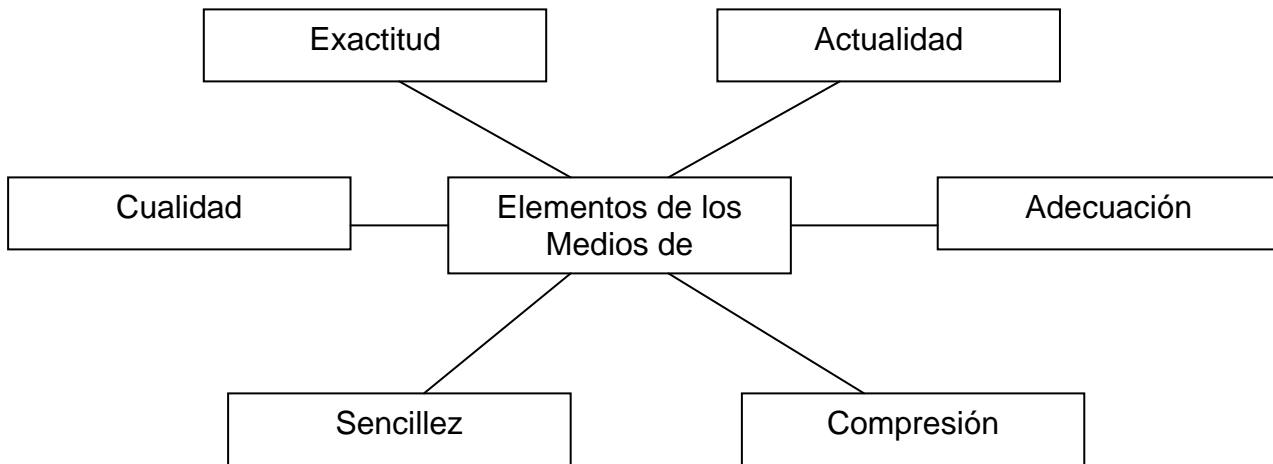 Exactitud
Actualidad
Cualidad
Elementos de los
Medios de
Adecuación
Sencillez
Compresión